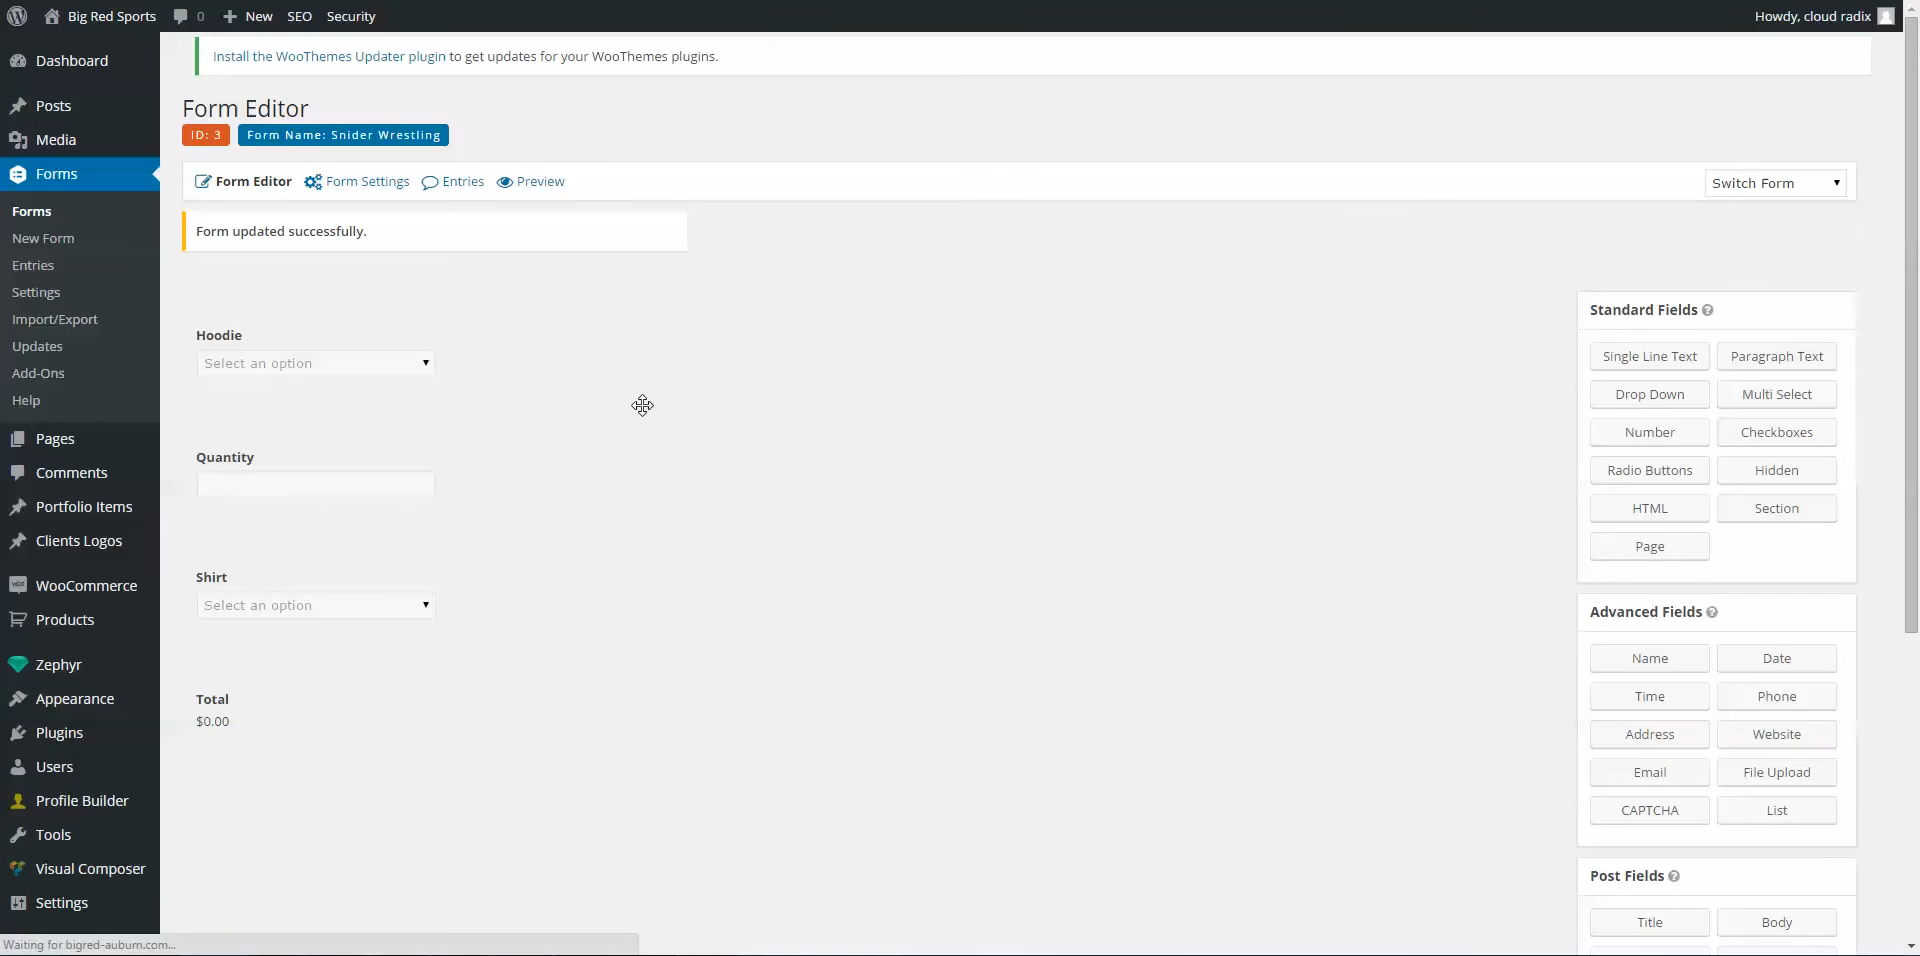 Big Red Sports 0 New SEO Security Howdy, cloud radix
Dashboard
Posts
Media
Forms
Forms
New Form
Entries
Settings
Import/Export
Updates
Add-Ons
Help
Pages
Comments
Portfolio Items
Clients Logos
WooCommerce
Products
Zephyr
Appearance
Plugins
Users
Profile Builder
Tools
Visual Composer
Settings
Install the WooThemes Updater plugin to get updates for your WooThemes plugins.
Form Editor
ID: 3 Form Name: Snider Wrestling
Form Editor Form Settings Entries Preview Switch Form
Form updated successfully.
Hoodie
Select an option
Quantity
Shirt
Select an option
Total
$0.00
Standard Fields
Single Line Text Paragraph Text
Drop Down Multi Select
Number Checkboxes
Radio Buttons Hidden
HTML Section
Page
Advanced Fields
Name Date
Time Phone
Address Website
Email File Upload
CAPTCHA List
Post Fields
Title Body
Waiting for bigred-auburn.com...